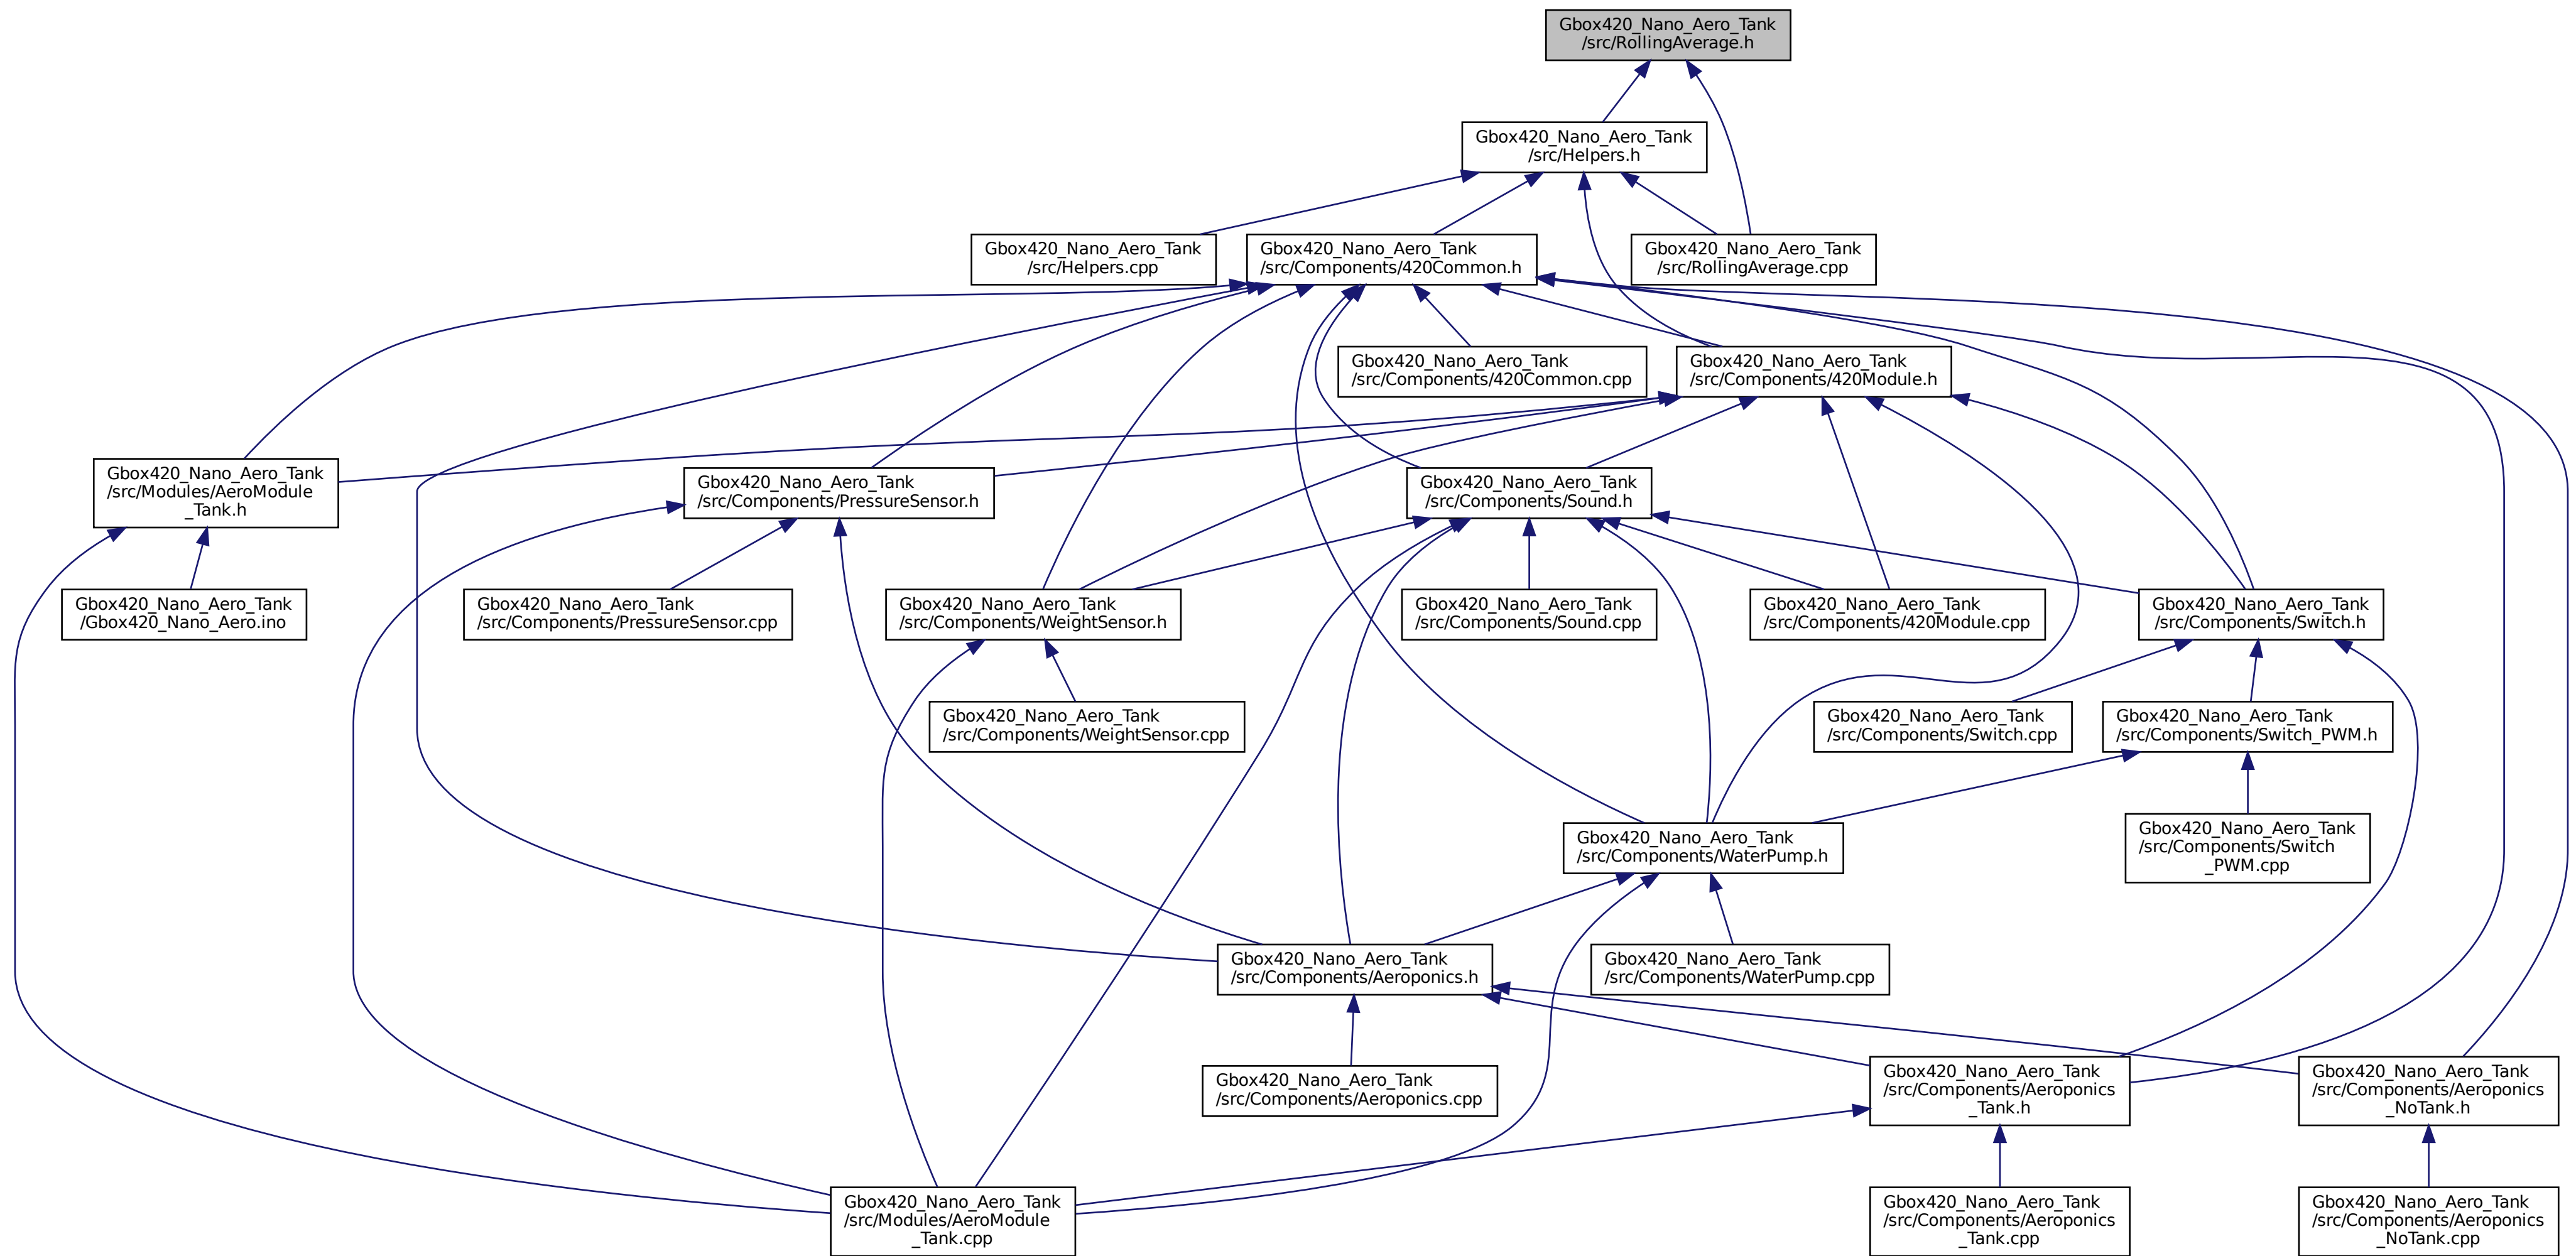 Gbox420_Nano_Aero_Tank
/src/RollingAverage.h
Gbox420_Nano_Aero_Tank
/src/Helpers.h
Gbox420_Nano_Aero_Tank
/src/Helpers.cpp
Gbox420_Nano_Aero_Tank
/src/Components/420Common.h
Gbox420_Nano_Aero_Tank
/src/RollingAverage.cpp
Gbox420_Nano_Aero_Tank
/src/Components/420Common.cpp
Gbox420_Nano_Aero_Tank
/src/Components/420Module.h
Gbox420_Nano_Aero_Tank
/src/Modules/AeroModule
_Tank.h
Gbox420_Nano_Aero_Tank
/src/Components/PressureSensor.h
Gbox420_Nano_Aero_Tank
/src/Components/Sound.h
Gbox420_Nano_Aero_Tank
/Gbox420_Nano_Aero.ino
Gbox420_Nano_Aero_Tank
/src/Components/PressureSensor.cpp
Gbox420_Nano_Aero_Tank
/src/Components/WeightSensor.h
Gbox420_Nano_Aero_Tank
/src/Components/Sound.cpp
Gbox420_Nano_Aero_Tank
/src/Components/420Module.cpp
Gbox420_Nano_Aero_Tank
/src/Components/Switch.h
Gbox420_Nano_Aero_Tank
/src/Components/WeightSensor.cpp
Gbox420_Nano_Aero_Tank
/src/Components/Switch.cpp
Gbox420_Nano_Aero_Tank
/src/Components/Switch_PWM.h
Gbox420_Nano_Aero_Tank
/src/Components/WaterPump.h
Gbox420_Nano_Aero_Tank
/src/Components/Switch
_PWM.cpp
Gbox420_Nano_Aero_Tank
/src/Components/Aeroponics.h
Gbox420_Nano_Aero_Tank
/src/Components/WaterPump.cpp
Gbox420_Nano_Aero_Tank
/src/Components/Aeroponics.cpp
Gbox420_Nano_Aero_Tank
/src/Components/Aeroponics
_Tank.h
Gbox420_Nano_Aero_Tank
/src/Components/Aeroponics
_NoTank.h
Gbox420_Nano_Aero_Tank
/src/Modules/AeroModule
_Tank.cpp
Gbox420_Nano_Aero_Tank
/src/Components/Aeroponics
_Tank.cpp
Gbox420_Nano_Aero_Tank
/src/Components/Aeroponics
_NoTank.cpp